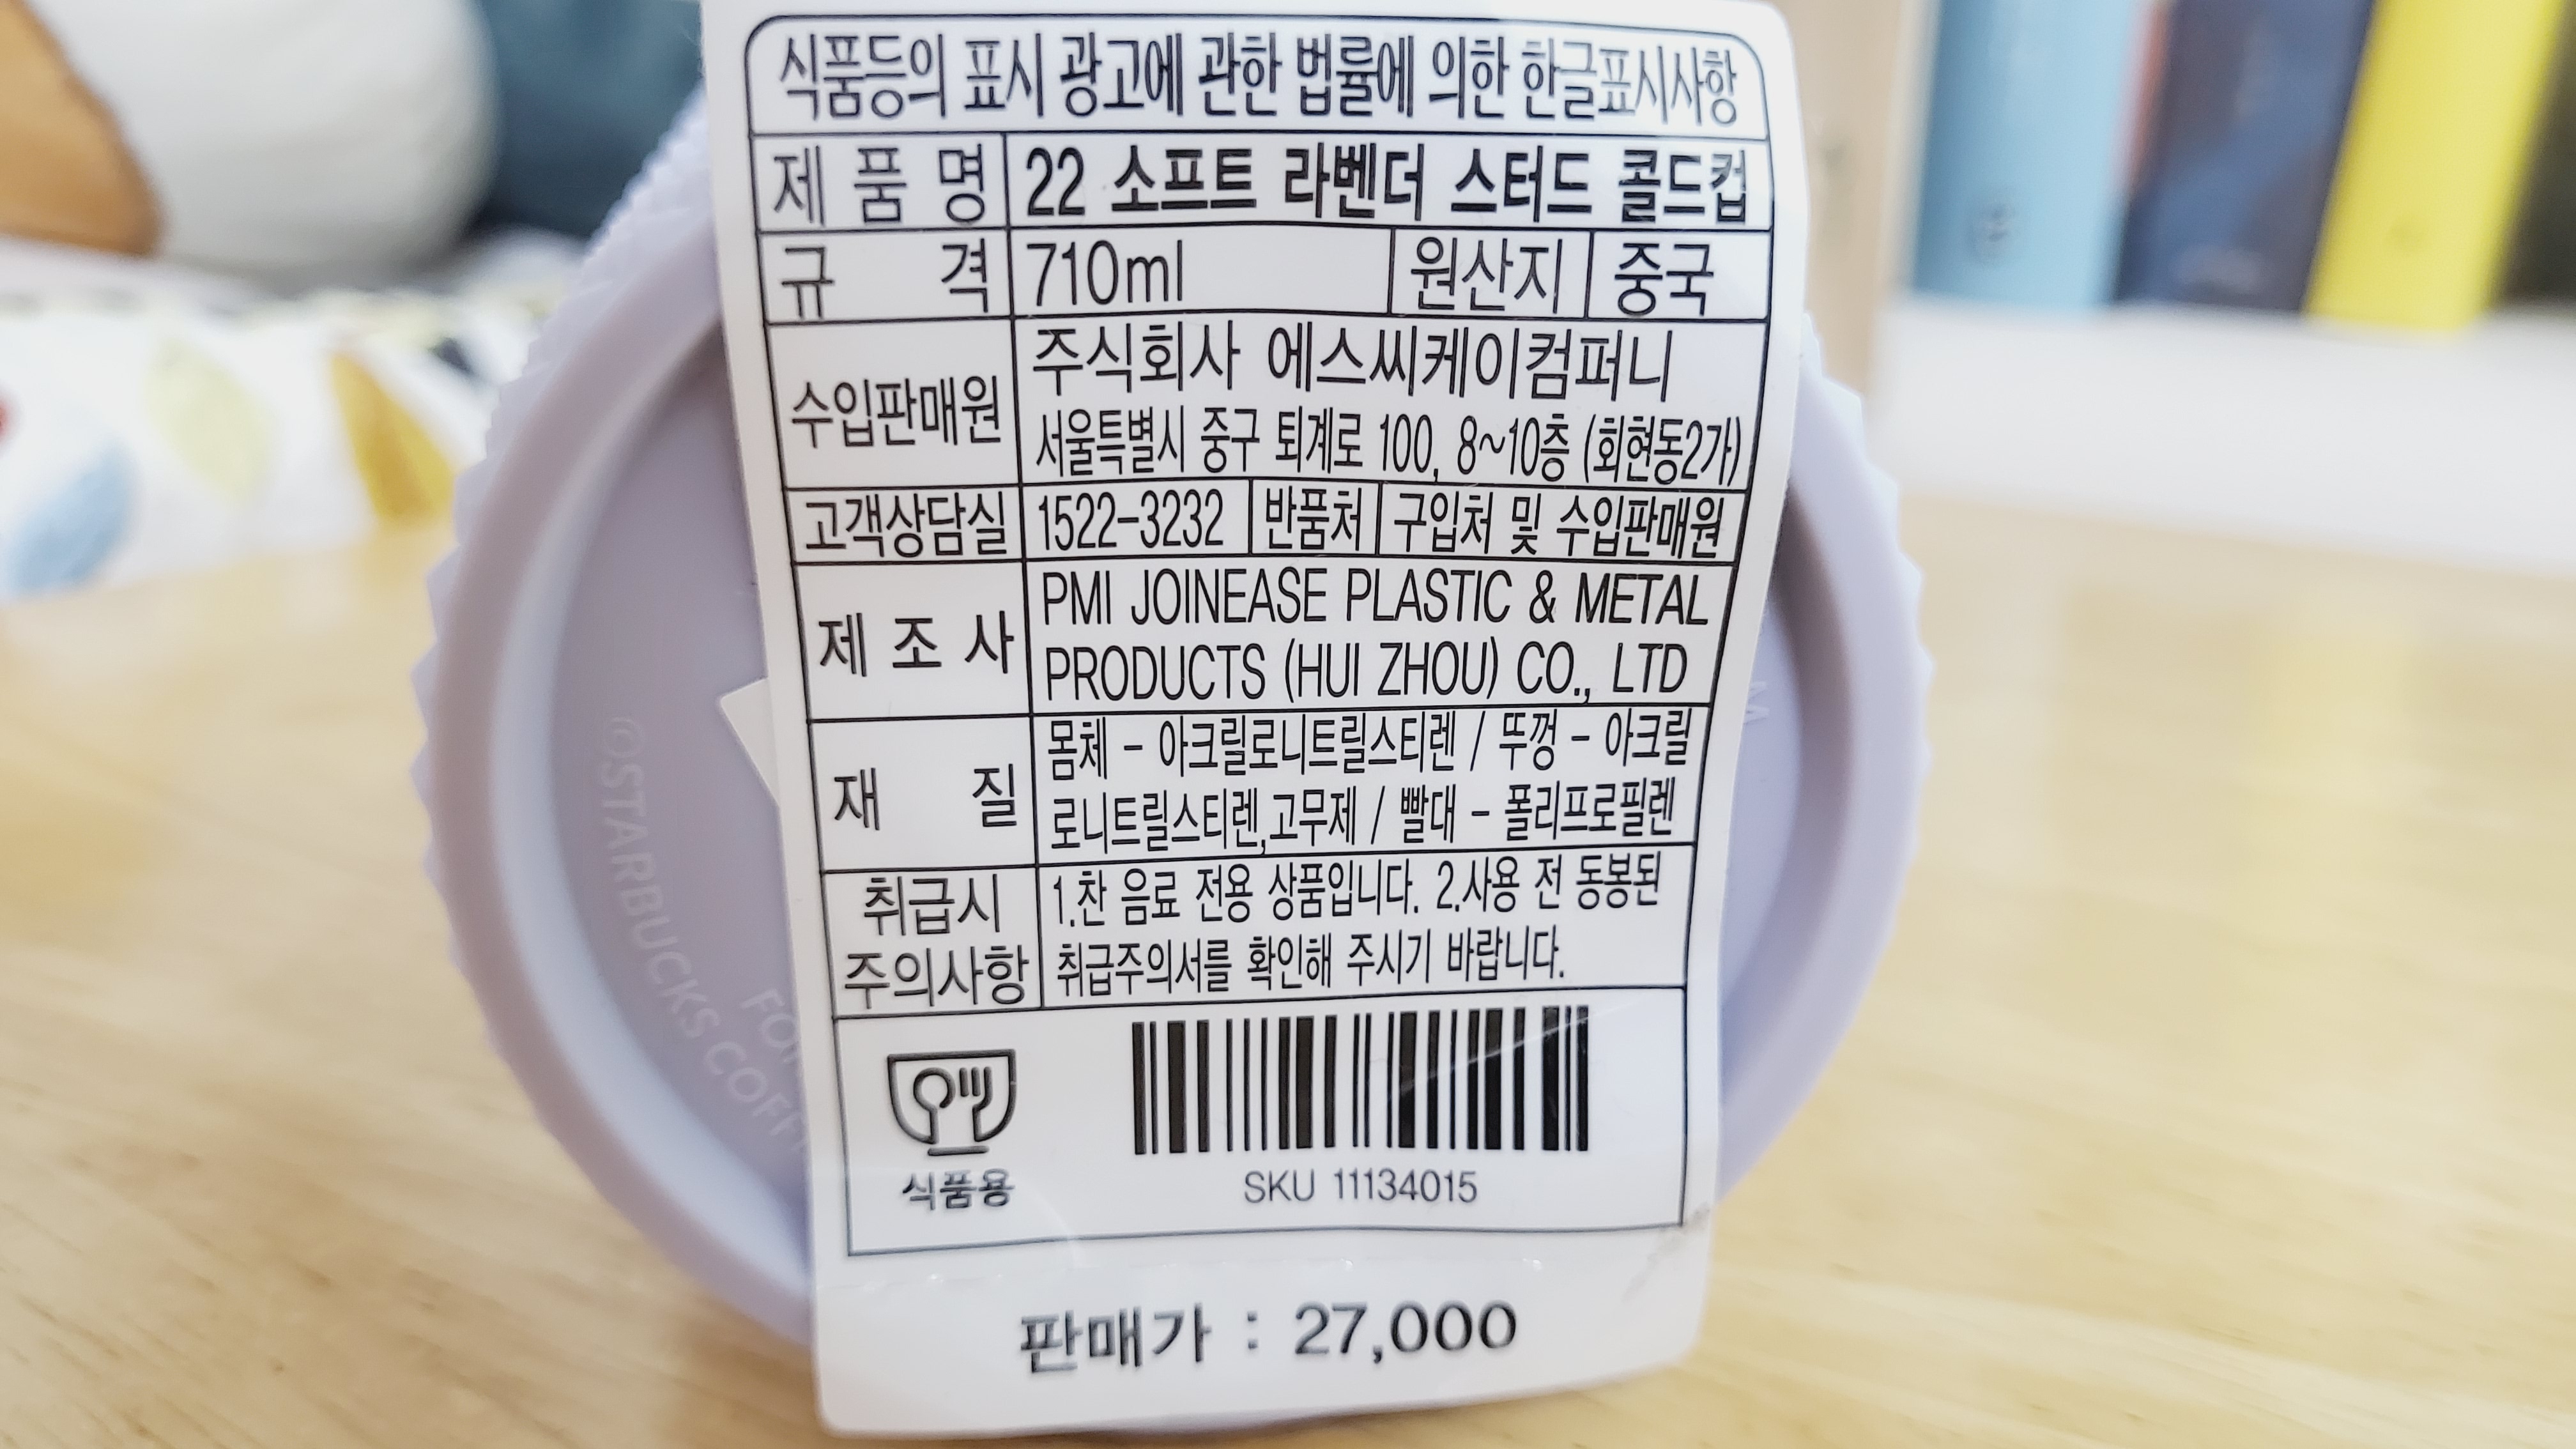 식품등의 표시 광고에 관한 법률에 의한 한글표시사항
제 품 명 22 소프트 라벤더 스터드 콜드컵
규 격 710ml 원산지 중국
수입판매원 주식회사 에스씨케이컴퍼니
서울특별시 중구 퇴계로 100, 8~10층 (회현동2가)
고객상담실 1522-3232 반품처 구입처 및 수입판매원
제 조 사 PMI JOINEASE PLASTIC & METAL
PRODUCTS (HUI ZHOU) CO., LTD
재 질 몸체 - 아크릴로니트릴스티렌 / 뚜껑 - 아크릴
로니트릴스티렌,고무제 / 빨대 - 폴리프로필렌
취급시 1.찬 음료 전용 상품입니다. 2.사용 전 동봉된
주의사항 취급주의서를 확인해 주시기 바랍니다.
식품용
SKU 11134015
판매가 : 27,000
©STARBUCKS